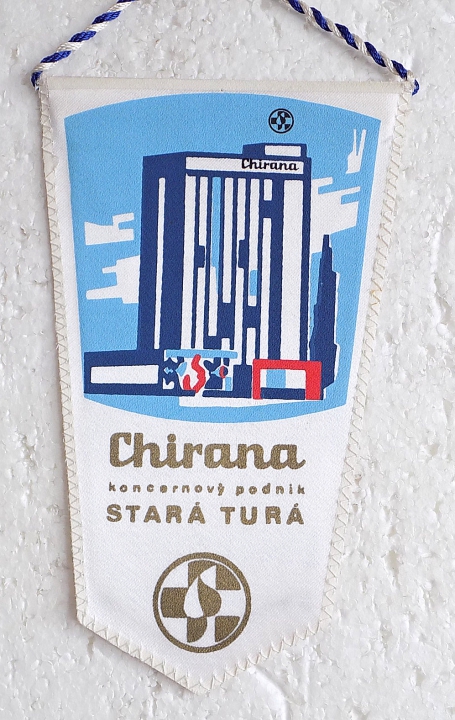 Chirana
Chirana
koncernový podnik
STARÁ TURÁ